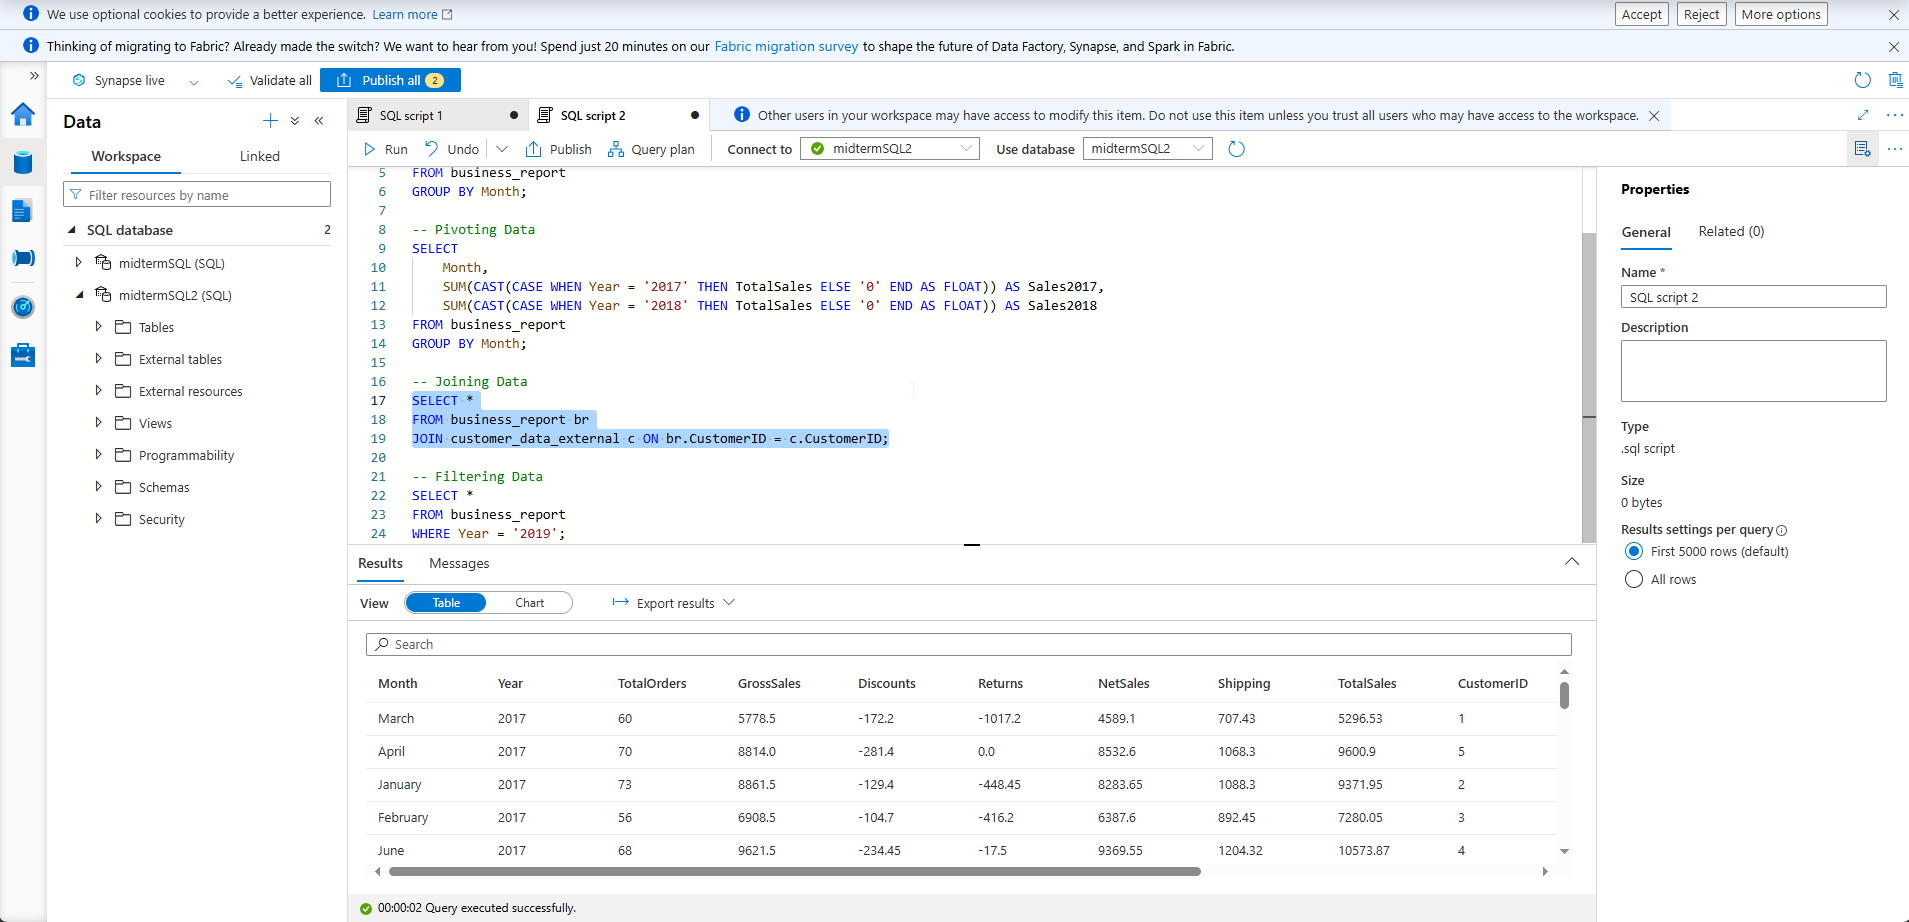 We use optional cookies to provide a better experience. Learn more
Accept
Reject
More options
Thinking of migrating to Fabric? Already made the switch? We want to hear from you! Spend just 20 minutes on our Fabric migration survey to shape the future of Data Factory, Synapse, and Spark in Fabric.
Synapse live
Validate all
Publish all 2
Data
Workspace
Linked
Filter resources by name
SQL database 2
midtermSQL (SQL)
midtermSQL2 (SQL)
Tables
External tables
External resources
Views
Programmability
Schemas
Security
SQL script 1
SQL script 2
Other users in your workspace may have access to modify this item. Do not use this item unless you trust all users who may have access to the workspace.
Run
Undo
Publish
Query plan
Connect to
midtermSQL2
Use database
midtermSQL2
5 FROM business_report
6 GROUP BY Month;
7
8 -- Pivoting Data
9 SELECT
10 Month,
11 SUM(CAST(CASE WHEN Year = '2017' THEN TotalSales ELSE '0' END AS FLOAT)) AS Sales2017,
12 SUM(CAST(CASE WHEN Year = '2018' THEN TotalSales ELSE '0' END AS FLOAT)) AS Sales2018
13 FROM business_report
14 GROUP BY Month;
15
16 -- Joining Data
17 SELECT *
18 FROM business_report br
19 JOIN customer_data_external c ON br.CustomerID = c.CustomerID;
20
21 -- Filtering Data
22 SELECT *
23 FROM business_report
24 WHERE Year = '2019';
Results
Messages
View
Table
Chart
Export results
Search
Month Year TotalOrders GrossSales Discounts Returns NetSales Shipping TotalSales CustomerID
March 2017 60 5778.5 -172.2 -1017.2 4589.1 707.43 5296.53 1
April 2017 70 8814.0 -281.4 0.0 8532.6 1068.3 9600.9 5
January 2017 73 8861.5 -129.4 -448.45 8283.65 1088.3 9371.95 2
February 2017 56 6908.5 -104.7 -416.2 6387.6 892.45 7280.05 3
June 2017 68 9621.5 -234.45 -17.5 9369.55 1204.32 10573.87 4
00:00:02 Query executed successfully.
Properties
General
Related (0)
Name *
SQL script 2
Description
Type
.sql script
Size
0 bytes
Results settings per query
First 5000 rows (default)
All rows